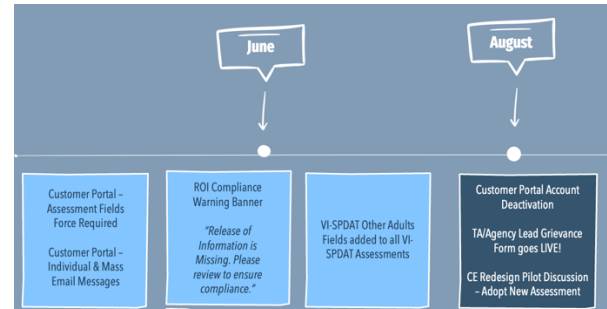 June
August
Customer Portal –
Assessment Fields
Force Required
Customer Portal –
Individual & Mass
Email Messages
ROI Compliance
Warning Banner
"Release of
Information is
Missing. Please
review to ensure
compliance."
VI-SPDAT Other Adults
Fields added to all VI-
SPDAT Assessments
Customer Portal Account
Deactivation
TA/Agency Lead Grievance
Form goes LIVE!
CE Redesign Pilot Discussion
– Adopt New Assessment